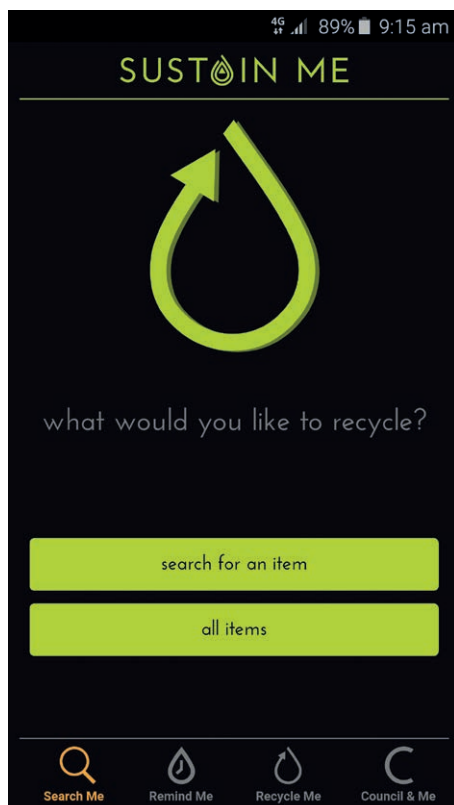 4G 89% 9:15 am
SUSTAIN ME
what would you like to recycle?
search for an item
all items
Search Me Remind Me Recycle Me Council & Me